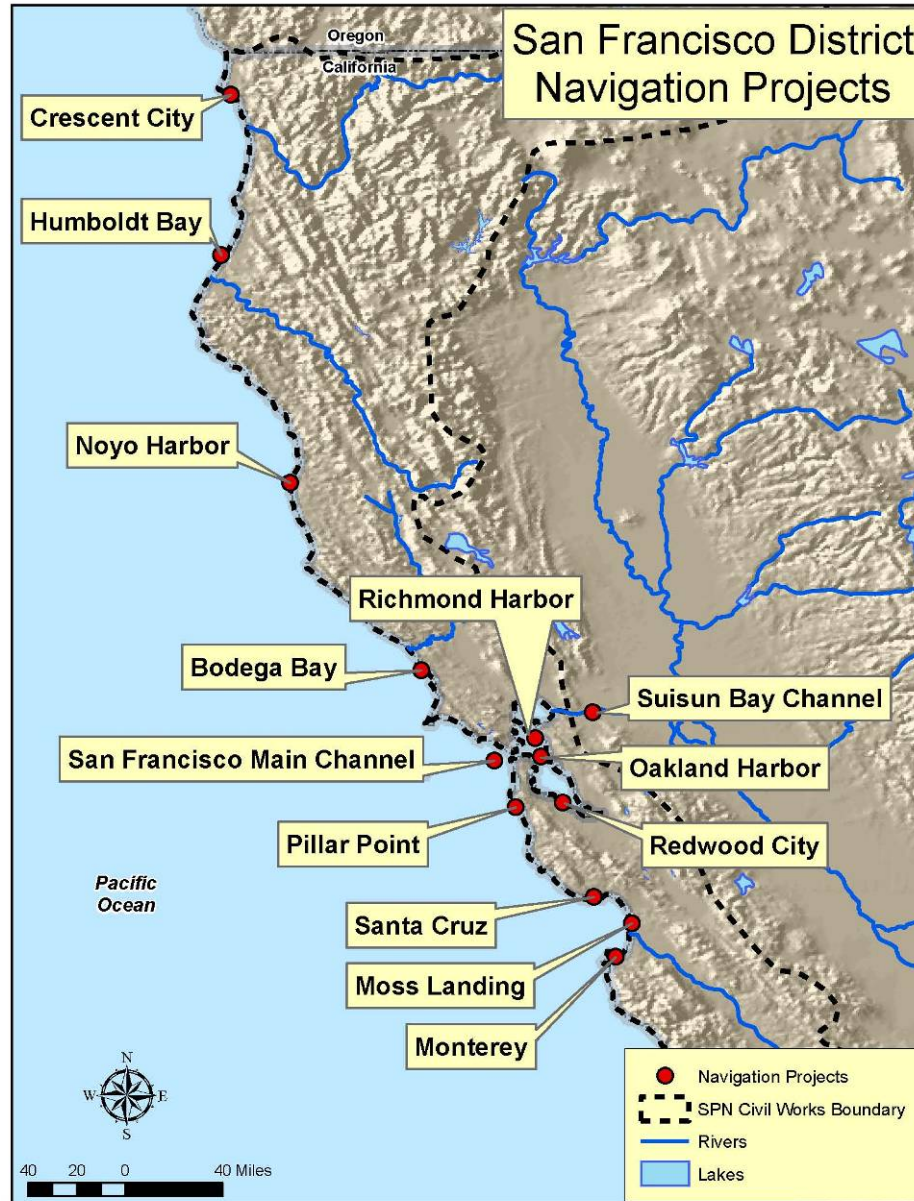 San Francisco District
Navigation Projects
Oregon
California
Crescent City
Humboldt Bay
Noyo Harbor
Richmond Harbor
Bodega Bay
Suisun Bay Channel
San Francisco Main Channel
Oakland Harbor
Pillar Point
Redwood City
Pacific
Ocean
Santa Cruz
Moss Landing
Monterey
N
W
E
S
Navigation Projects
SPN Civil Works Boundary
Rivers
Lakes
40 20 0 40 Miles